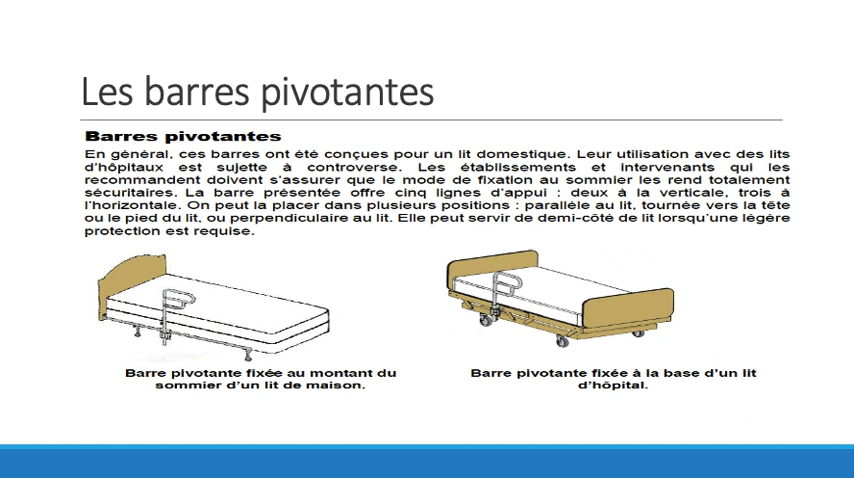 Les barres pivotantes
Barres pivotantes
En général, ces barres ont été conçues pour un lit domestique. Leur utilisation avec des lits
d'hôpitaux est sujette à controverse. Les établissements et intervenants qui les
recommandent doivent s'assurer que le mode de fixation au sommier les rend totalement
sécuritaires. La barre présentée offre cinq lignes d'appui : deux à la verticale, trois à
l'horizontale. On peut la placer dans plusieurs positions : parallèle au lit, tournée vers la tête
ou le pied du lit, ou perpendiculaire au lit. Elle peut servir de demi-côté de lit lorsqu'une légère
protection est requise.
Barre pivotante fixée au montant du
sommier d'un lit de maison.
Barre pivotante fixée à la base d'un lit
d'hôpital.